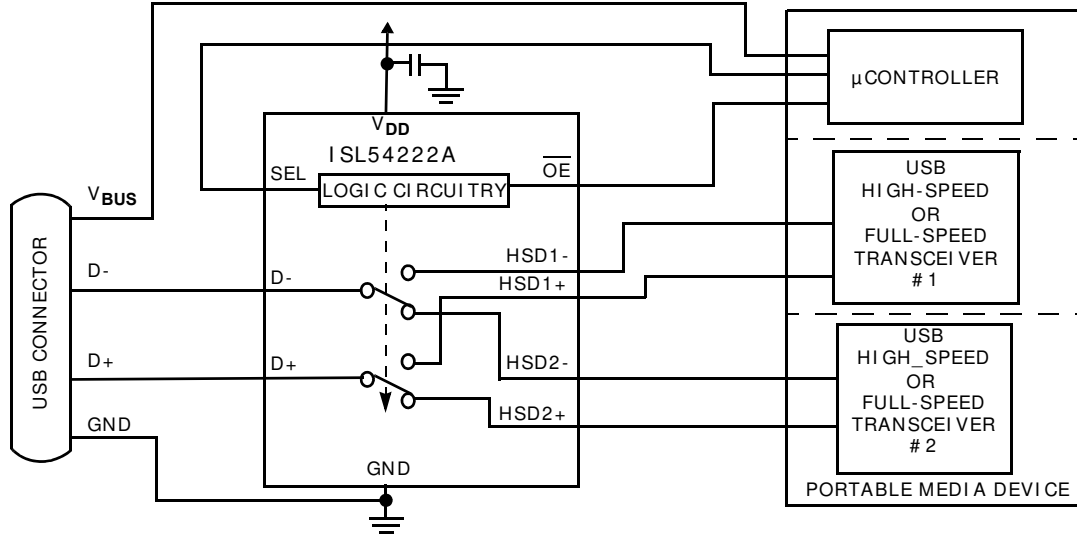 µCONTROLLER
VDD
ISL54222A
SEL
LOGIC CIRCUITRY
OE
VBUS
USB CONNECTOR
D-
D-
D+
D+
GND
GND
HSD1-
HSD1+
HSD2-
HSD2+
USB
HIGH-SPEED
OR
FULL-SPEED
TRANSCEIVER
#1
USB
HIGH_SPEED
OR
FULL-SPEED
TRANSCEIVER
#2
PORTABLE MEDIA DEVICE